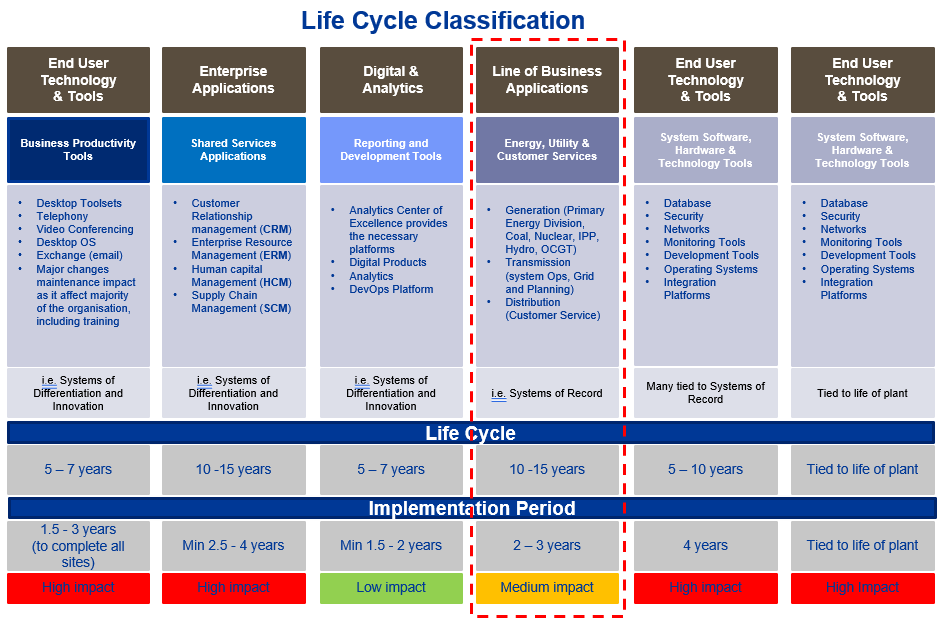 Life Cycle Classification
End User
Technology
& Tools
Business Productivity
Tools
• Desktop Toolsets
• Telephony
• Video Conferencing
• Desktop OS
• Exchange (email)
• Major changes
maintenance impact
as it affect majority
of the organisation,
including training
i.e. Systems of
Differentiation and
Innovation
Enterprise
Applications
Shared Services
Applications
• Customer
Relationship
management (CRM)
• Enterprise Resource
Management (ERM)
• Human capital
Management (HCM)
• Supply Chain
Management (SCM)
i.e. Systems of
Differentiation and
Innovation
Digital &
Analytics
Reporting and
Development Tools
• Analytics Center of
Excellence provides
the necessary
platforms
• Digital Products
• Analytics
• DevOps Platform
i.e. Systems of
Differentiation and
Innovation
Line of Business
Applications
Energy, Utility &
Customer Services
• Generation (Primary
Energy Division,
Coal, Nuclear, IPP,
Hydro, OCGT)
• Transmission
(system Ops, Grid
and Planning)
• Distribution
(Customer Service)
i.e. Systems of Record
End User
Technology
& Tools
System Software,
Hardware &
Technology Tools
• Database
• Security
• Networks
• Monitoring Tools
• Development Tools
• Operating Systems
• Integration
Platforms
Many tied to Systems of
Record
End User
Technology
& Tools
System Software,
Hardware &
Technology Tools
• Database
• Security
• Networks
• Monitoring Tools
• Development Tools
• Operating Systems
• Integration
Platforms
Tied to life of plant
Life Cycle
5 – 7 years
10 -15 years
5 – 7 years
10 -15 years
5 – 10 years
Tied to life of plant
Implementation Period
1.5 - 3 years
(to complete all
sites)
Min 2.5 - 4 years
Min 1.5 - 2 years
2 – 3 years
4 years
Tied to life of plant
High impact
High impact
Low impact
Medium impact
High impact
High impact